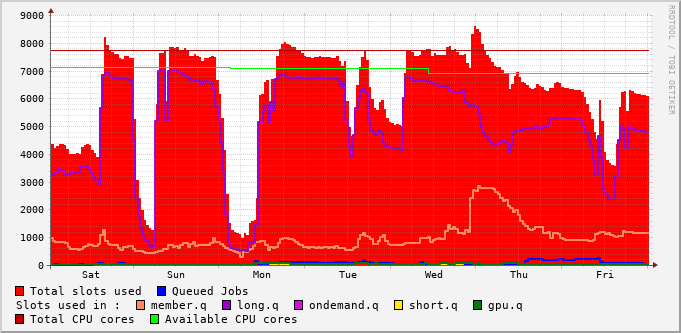 RRDTOOL / TOBI OETIKER
9000
8000
7000
6000
5000
4000
3000
2000
1000
0
Sat Sun Mon Tue Wed Thu Fri
Total slots used Queued Jobs
Slots used in : member.q long.q ondemand.q short.q gpu.q
Total CPU cores Available CPU cores